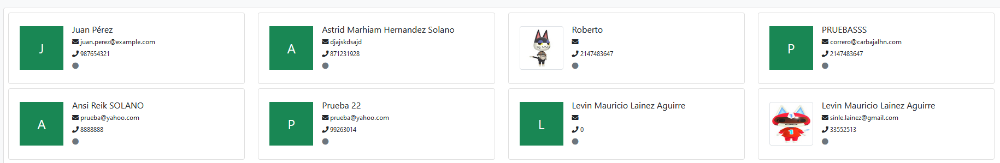 J
Juan Pérez
juan.perez@example.com
987654321
A
Astrid Marhiam Hernandez Solano
djajskdsajd
871231928
Roberto
2147483647
P
PRUEBASSS
correro@carbajalhn.com
2147483647
A
Ansi Reik SOLANO
prueba@yahoo.com
8888888
P
Prueba 22
prueba@yahoo.com
99263014
L
Levin Mauricio Lainez Aguirre
0
1
Levin Mauricio Lainez Aguirre
sinle.lainez@gmail.com
33552513